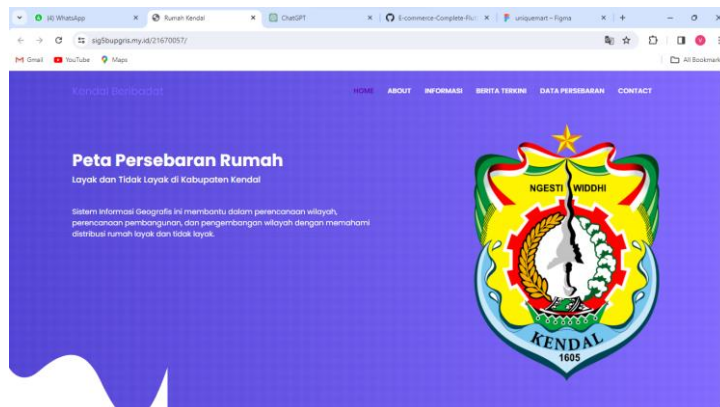 (4) WhatsApp
Rumah Kendal
ChatGPT
E-commerce-Complete-Flut
uniquemart – Figma
sig5bupgris.my.id/21670057/
Gmail
YouTube
Maps
All Bookmark
Kendal Beribadat
HOME
ABOUT
INFORMASI
BERITA TERKINI
DATA PERSEBARAN
CONTACT
Peta Persebaran Rumah
Layak dan Tidak Layak di Kabupaten Kendal
Sistem Informasi Geografis ini membantu dalam perencanaan wilayah,
perencanaan pembangunan, dan pengembangan wilayah dengan memahami
distribusi rumah layak dan tidak layak.
NGESTI WIDDHI
KENDAL
1605